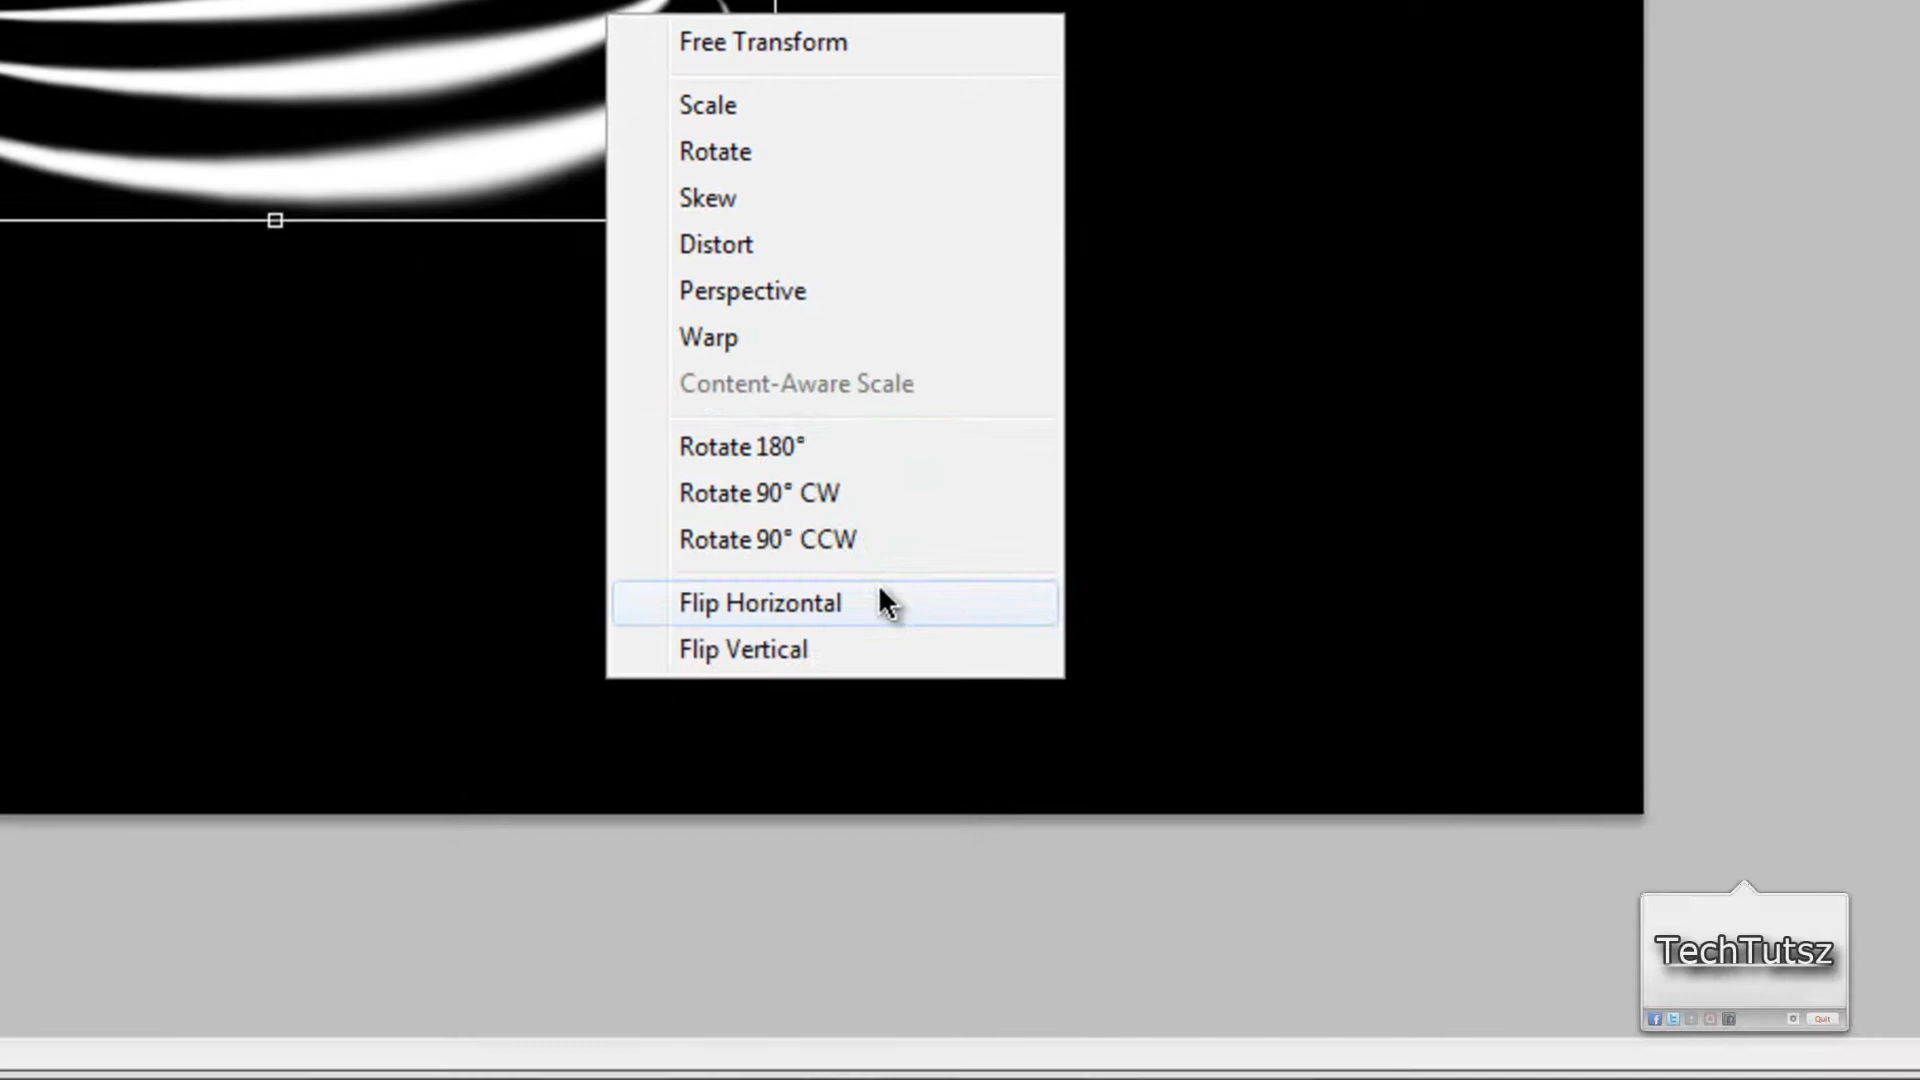 Free Transform
Scale
Rotate
Skew
Distort
Perspective
Warp
Content-Aware Scale
Rotate 180°
Rotate 90° CW
Rotate 90° CCW
Flip Horizontal
Flip Vertical
TechTutsz
Quit